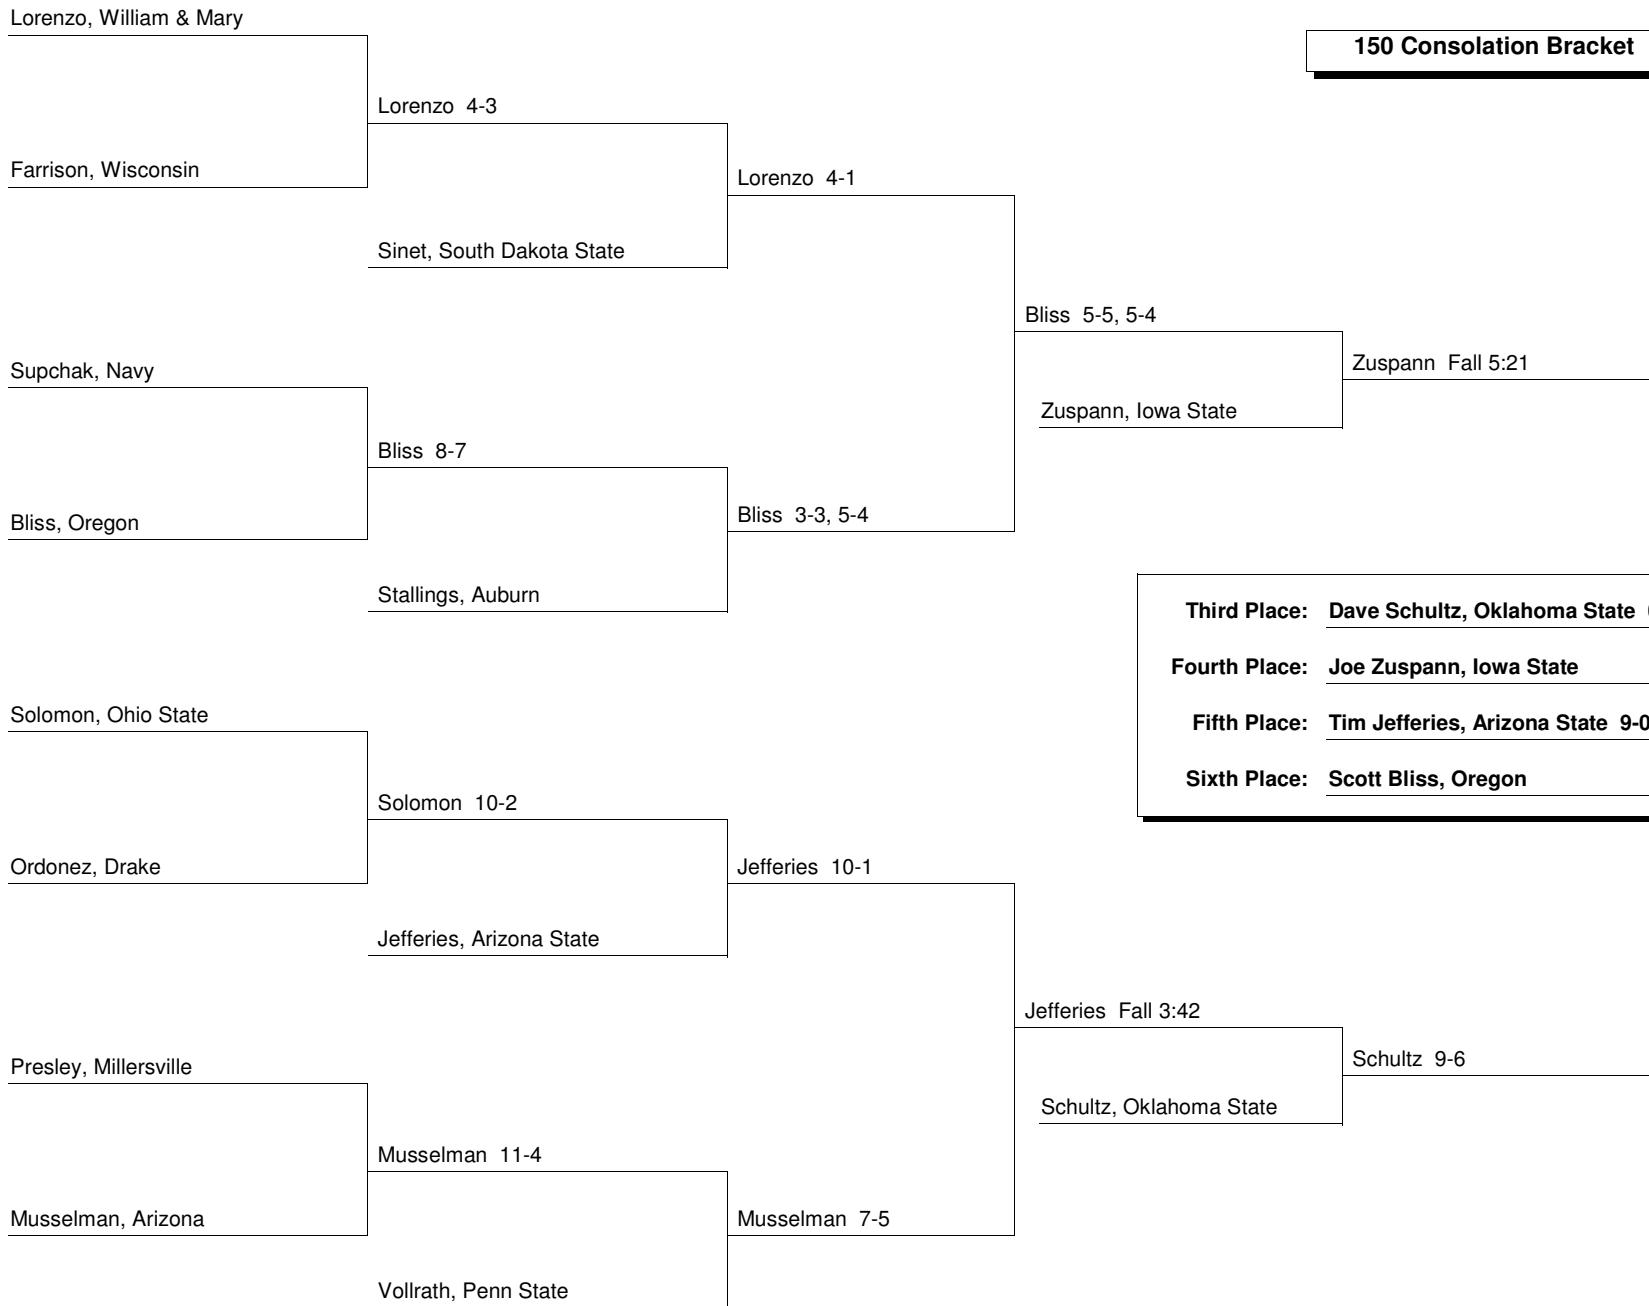 Lorenzo, William & Mary
150 Consolation Bracket
Lorenzo 4-3
Farrison, Wisconsin
Lorenzo 4-1
Sinet, South Dakota State
Bliss 5-5, 5-4
Supchak, Navy
Zuspann Fall 5:21
Zuspann, Iowa State
Bliss 8-7
Bliss, Oregon
Bliss 3-3, 5-4
Stallings, Auburn
Third Place: Dave Schultz, Oklahoma State
Fourth Place: Joe Zuspann, Iowa State
Fifth Place: Tim Jefferies, Arizona State 9-0
Sixth Place: Scott Bliss, Oregon
Solomon, Ohio State
Solomon 10-2
Ordonez, Drake
Jefferies 10-1
Jefferies, Arizona State
Jefferies Fall 3:42
Presley, Millersville
Schultz 9-6
Schultz, Oklahoma State
Musselman 11-4
Musselman, Arizona
Musselman 7-5
Vollrath, Penn State